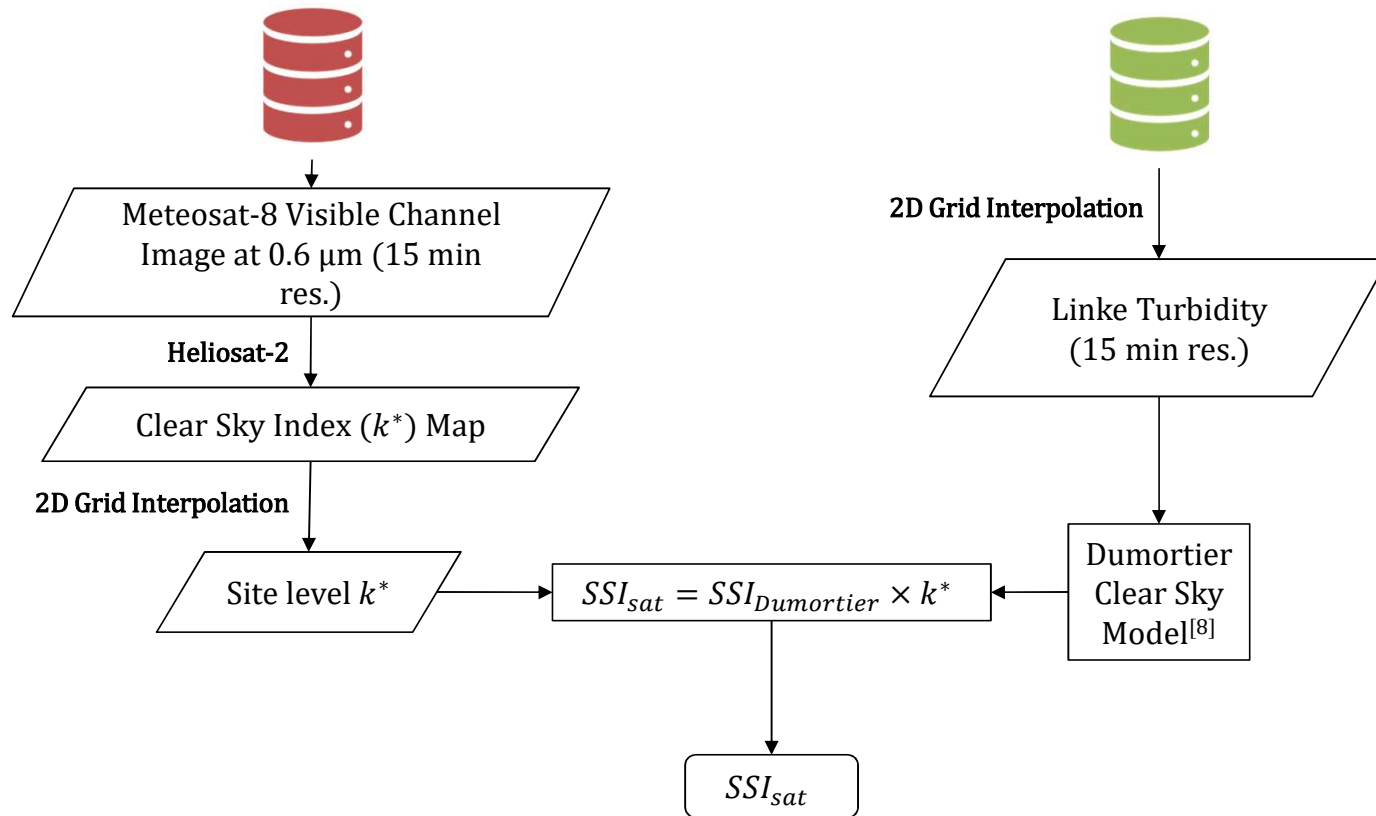 Meteosat-8 Visible Channel
Image at 0.6 μm (15 min
res.)
Heliosat-2
Clear Sky Index (k*) Map
2D Grid Interpolation
Site level k*
2D Grid Interpolation
Linke Turbidity
(15 min res.)
Dumortier
Clear Sky
Model[8]
SSI_sat = SSI_Dumortier × k*
SSI_sat